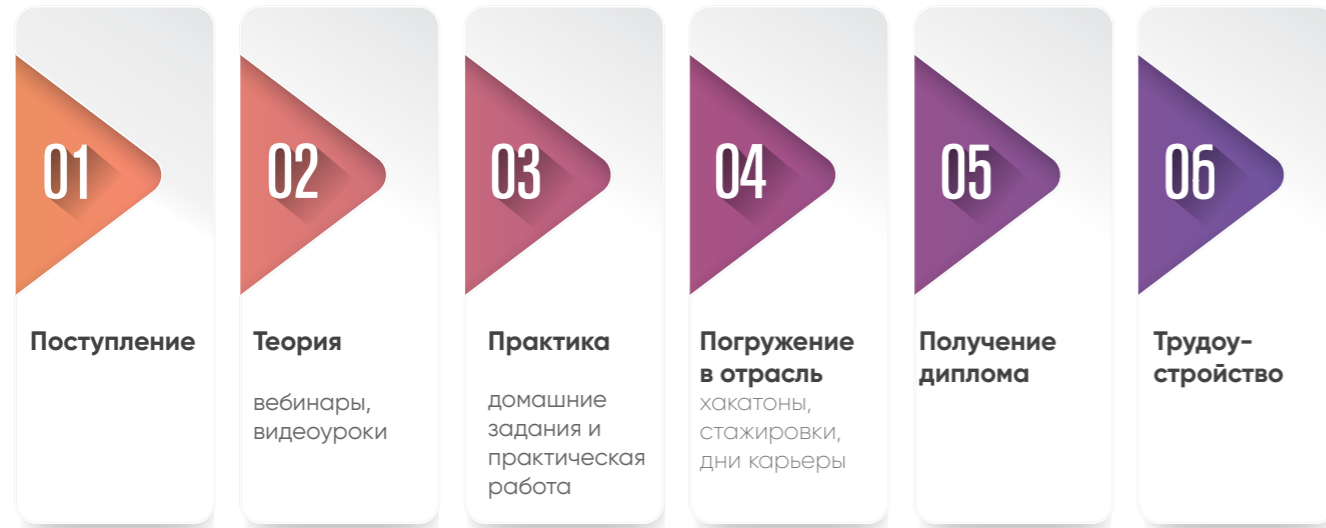 01
Поступление
02
Теория
вебинары,
видеоуроки
03
Практика
домашние
задания и
практическая
работа
04
Погружение
в отрасль
хакатоны,
стажировки,
дни карьеры
05
Получение
диплома
06
Трудоу-
стройство